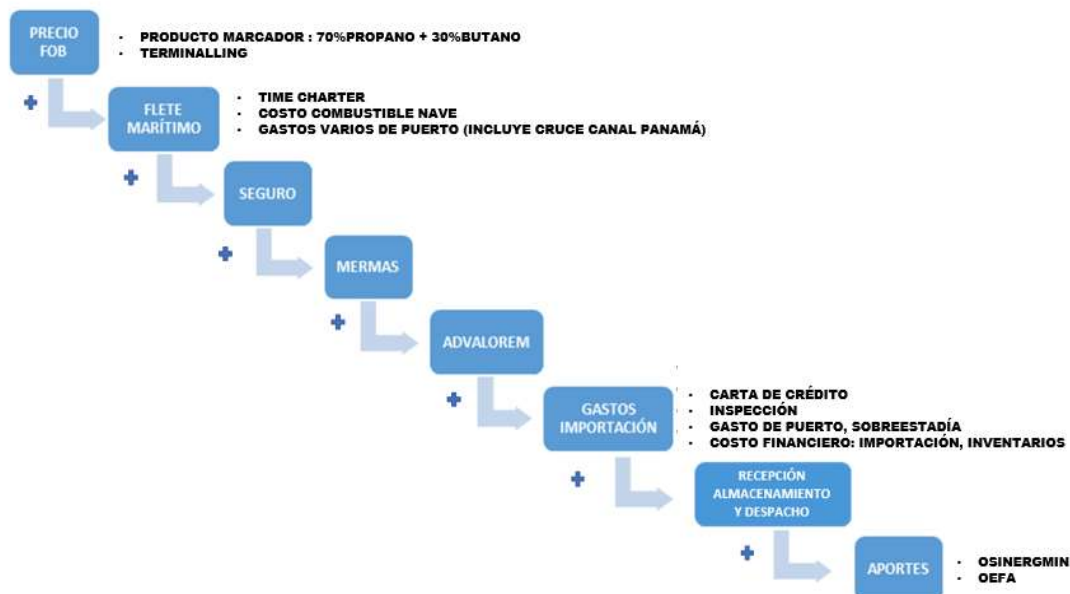 PRECIO
FOB
· PRODUCTO MARCADOR : 70%PROPANO + 30%BUTANO
· TERMINALLING
FLETE
MARÍTIMO
· TIME CHARTER
· COSTO COMBUSTIBLE NAVE
· GASTOS VARIOS DE PUERTO (INCLUYE CRUCE CANAL PANAMÁ)
SEGURO
MERMAS
ADVALOREM
GASTOS
IMPORTACIÓN
· CARTA DE CRÉDITO
· INSPECCIÓN
· GASTO DE PUERTO, SOBREESTADÍA
· COSTO FINANCIERO: IMPORTACIÓN, INVENTARIOS
RECEPCIÓN
ALMACENAMIENTO
Y DESPACHO
APORTES
· OSINERGMIN
· OEFA